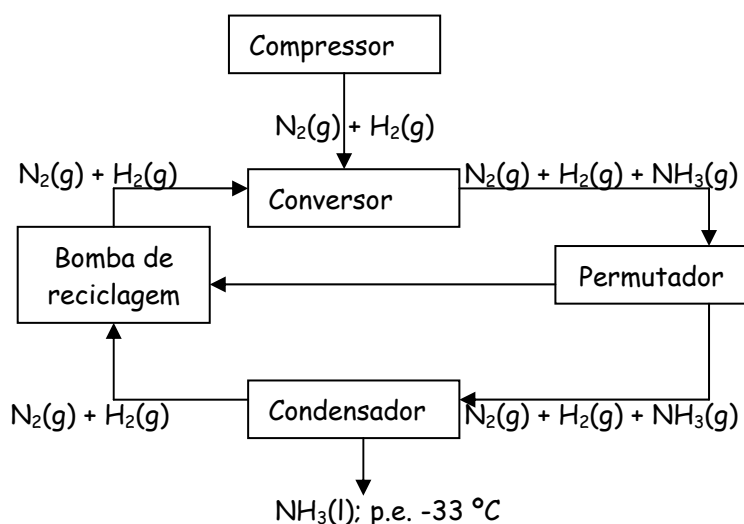 Compressor
N₂(g) + H₂(g)
N₂(g) + H₂(g)
Conversor
N₂(g) + H₂(g) + NH₃(g)
Bomba de
reciclagem
Permutador
N₂(g) + H₂(g)
Condensador
N₂(g) + H₂(g) + NH₃(g)
NH₃(l); p.e. -33 ºC